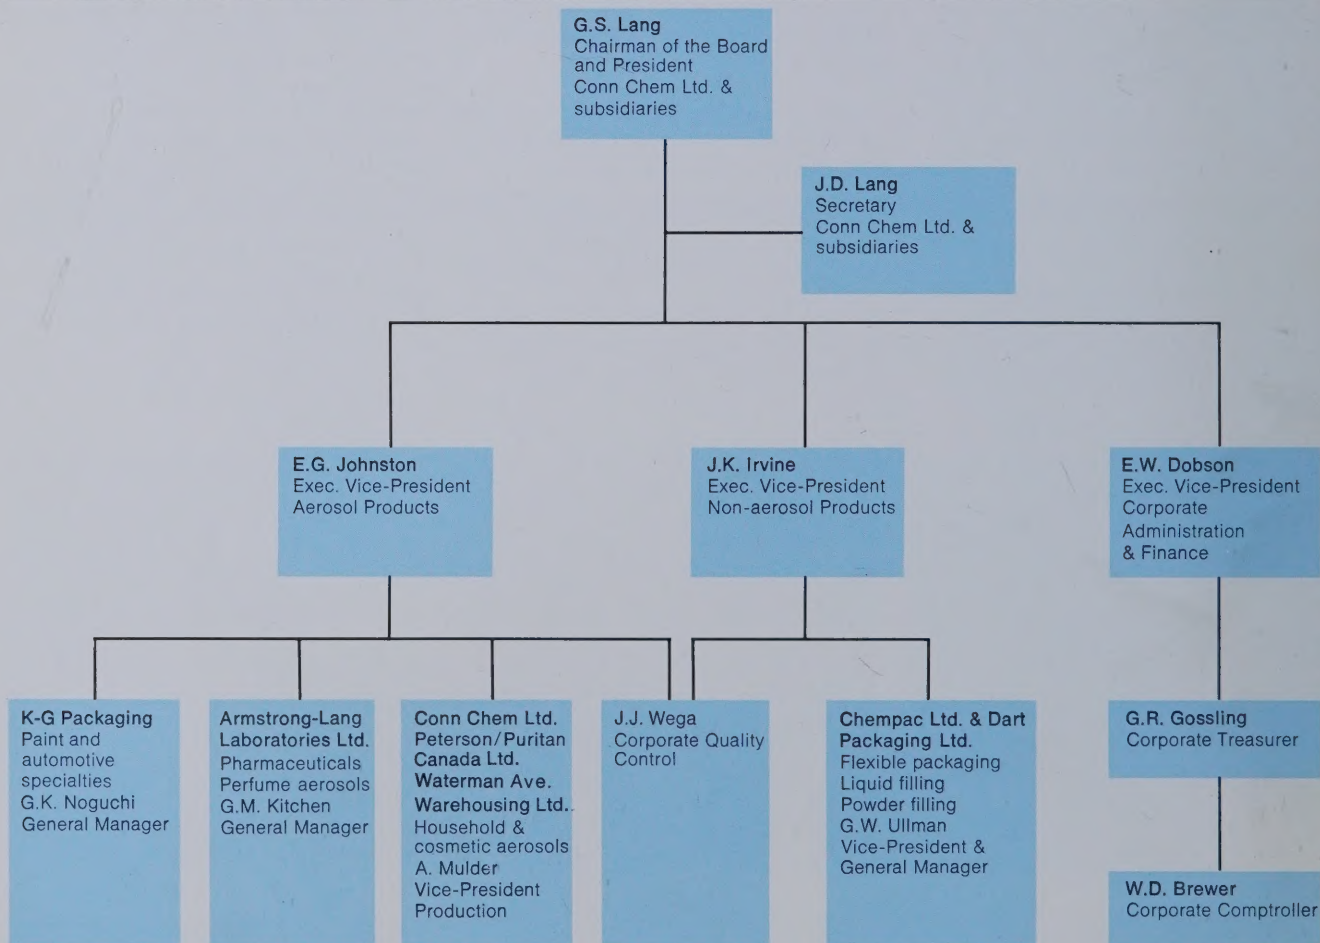 G.S. Lang
Chairman of the Board
and President
Conn Chem Ltd. &
subsidiaries
J.D. Lang
Secretary
Conn Chem Ltd. &
subsidiaries
E.G. Johnston
Exec. Vice-President
Aerosol Products
J.K. Irvine
Exec. Vice-President
Non-aerosol Products
E.W. Dobson
Exec. Vice-President
Corporate
Administration
& Finance
K-G Packaging
Paint and
automotive
specialties
G.K. Noguchi
General Manager
Armstrong-Lang
Laboratories Ltd.
Pharmaceuticals
Perfume aerosols
G.M. Kitchen
General Manager
Conn Chem Ltd.
Peterson/Puritan
Canada Ltd.
Waterman Ave.
Warehousing Ltd.
Household &
cosmetic aerosols
A. Mulder
Vice-President
Production
J.J. Wega
Corporate Quality
Control
Chempac Ltd. & Dart
Packaging Ltd.
Flexible packaging
Liquid filling
Powder filling
G.W. Ullman
Vice-President &
General Manager
G.R. Gossling
Corporate Treasurer
W.D. Brewer
Corporate Comptroller